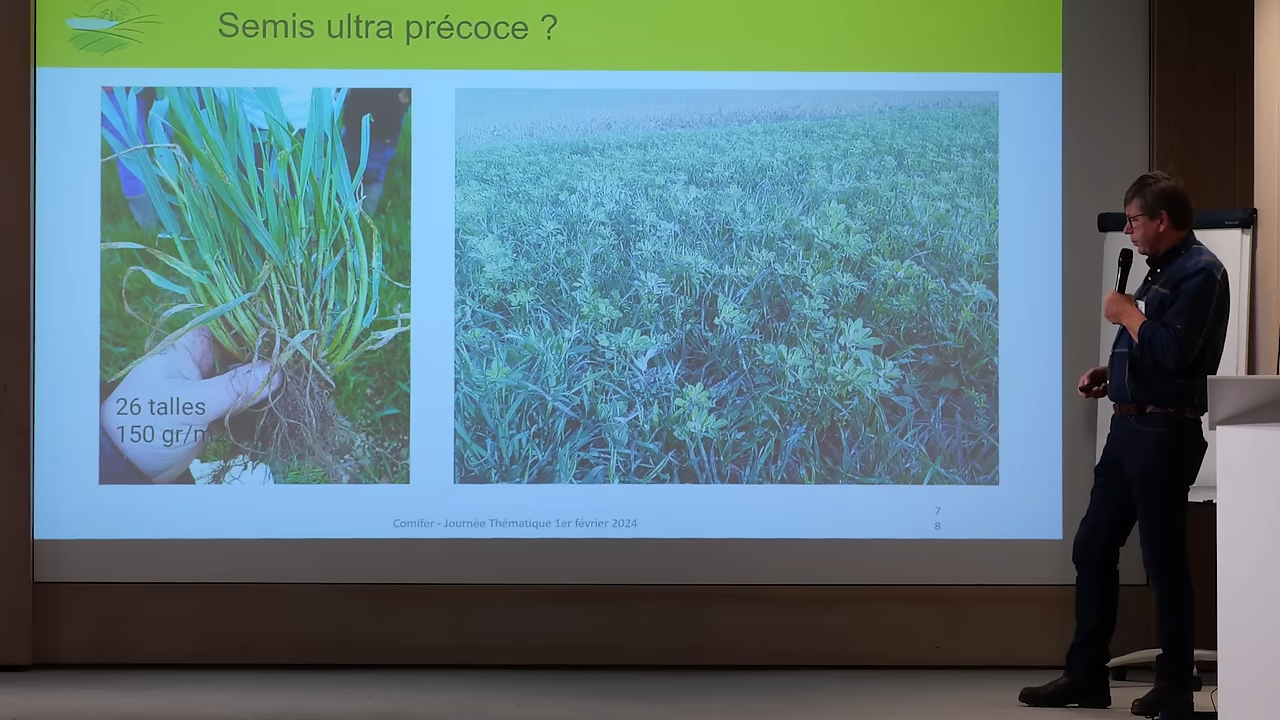 Semis ultra précoce ?
26 talles
150 gr/m2
Comifer - Journée Thématique 1er février 2024
7
8